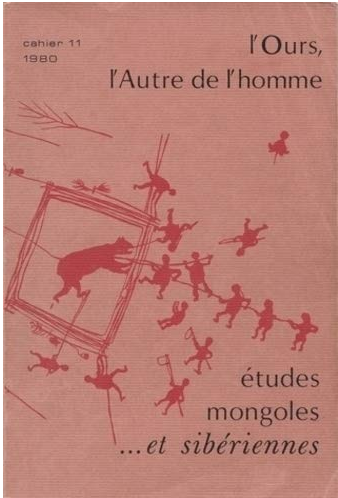 cahier 11
1980
l'Ours,
l'Autre de l'homme
études
mongoles
...et sibériennes